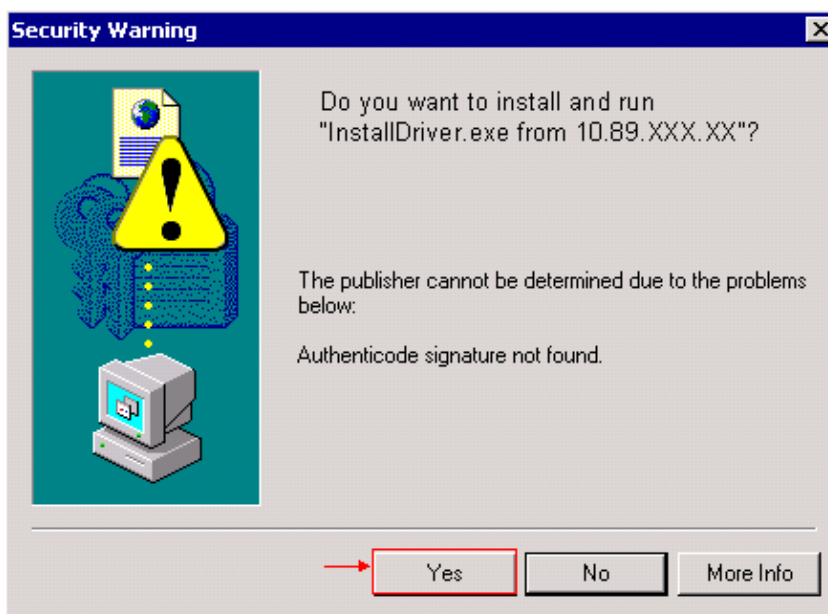 Security Warning
Do you want to install and run
"InstallDriver.exe from 10.89.XXX.XX"?
The publisher cannot be determined due to the problems
below:
Authenticode signature not found.
Yes
No
More Info